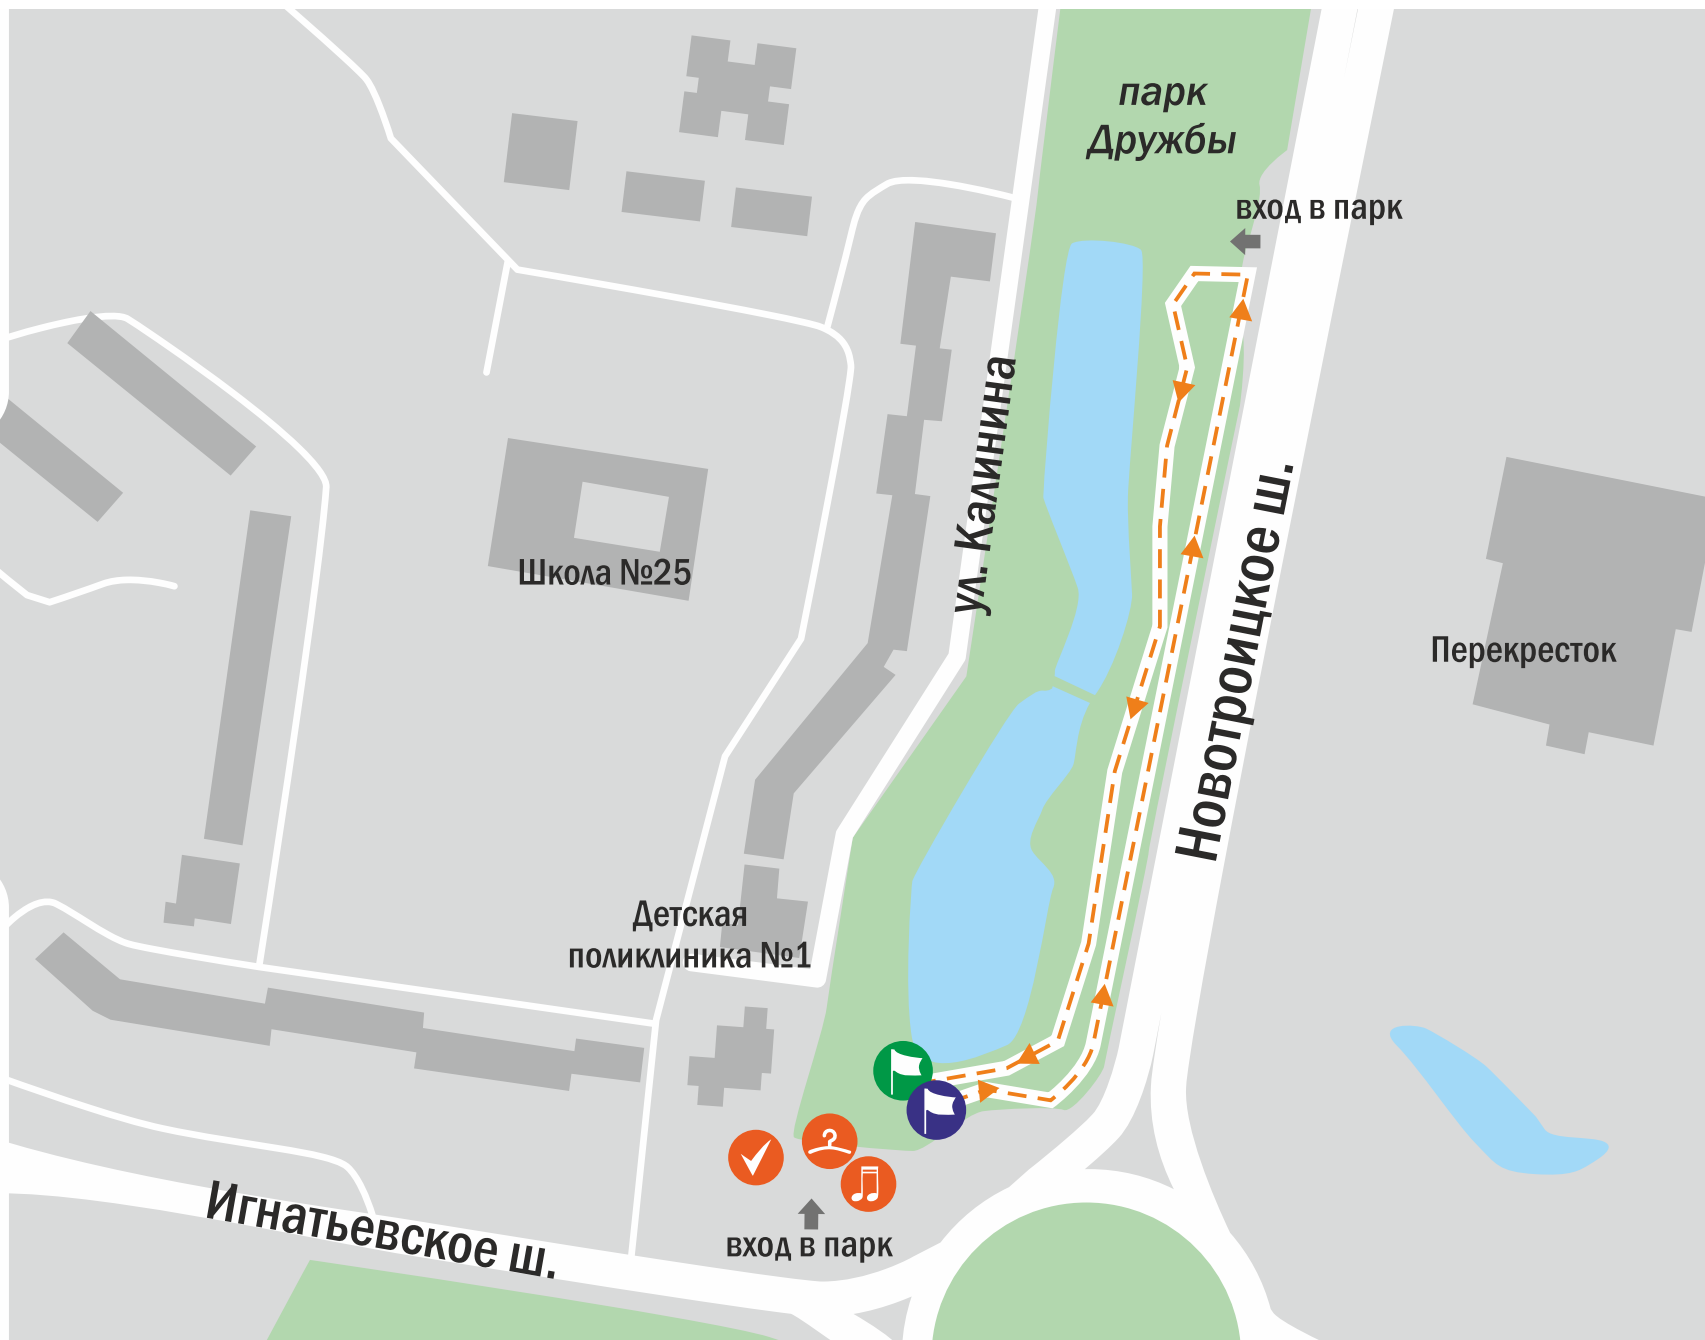 парк
Дружбы
вход в парк
ул. Калинина
Новотроицкое ш.
Школа №25
Перекресток
Детская
поликлиника №1
Игнатьевское ш.
вход в парк